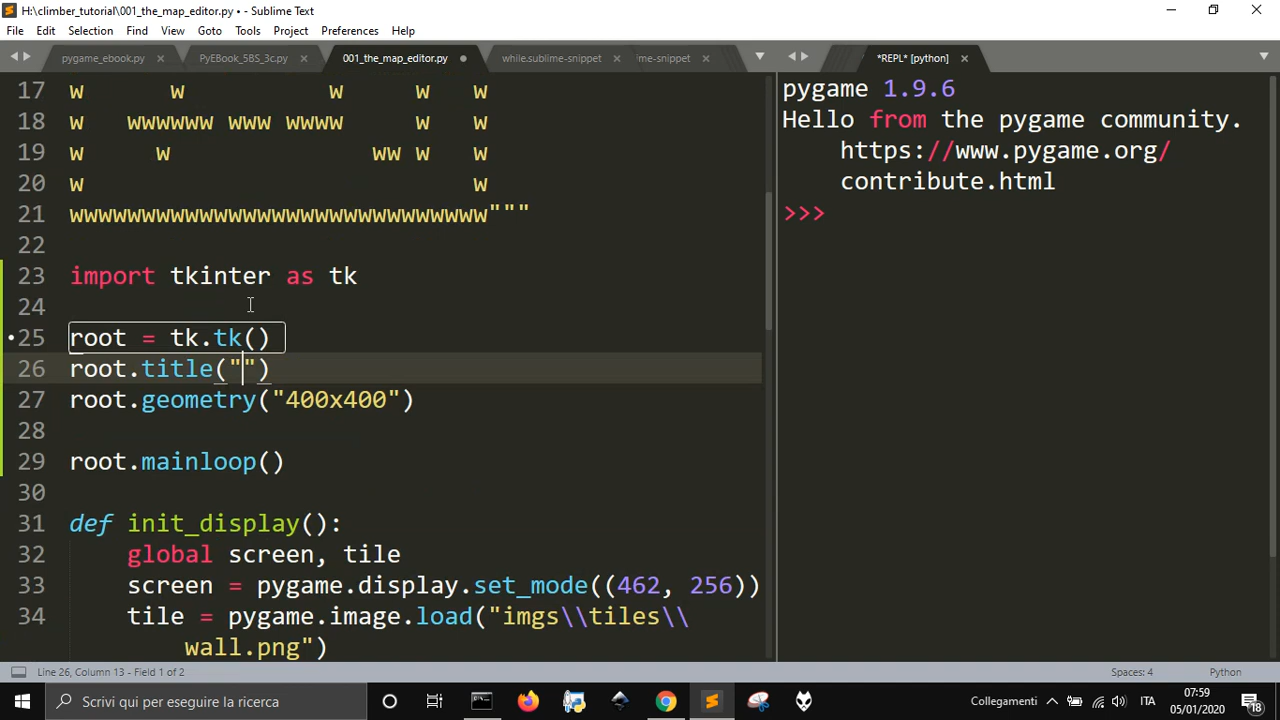 H:\climber_tutorial\001_the_map_editor.py • - Sublime Text
File Edit Selection Find View Goto Tools Project Preferences Help
pygame_ebook.py PyEBook_5BS_3c.py 001_the_map_editor.py while.sublime-snippet me-snippet *REPL* [python]
17 w      w          w     w   w
18 w   wwwwww www wwww     w   w
19 w     w              ww w   w
20 w                           w
21 wwwwwwwwwwwwwwwwwwwwwwwwwwwww"""
22
23 import tkinter as tk
24
25 root = tk.tk()
26 root.title("")
27 root.geometry("400x400")
28
29 root.mainloop()
30
31 def init_display():
32     global screen, tile
33     screen = pygame.display.set_mode((462, 256))
34     tile = pygame.image.load("imgs\\tiles\\
wall.png")
pygame 1.9.6
Hello from the pygame community.
https://www.pygame.org/
contribute.html
>>>
Line 26, Column 13 - Field 1 of 2 Spaces: 4 Python
Scrivi qui per eseguire la ricerca
Collegamenti ITA 07:59
05/01/2020 18